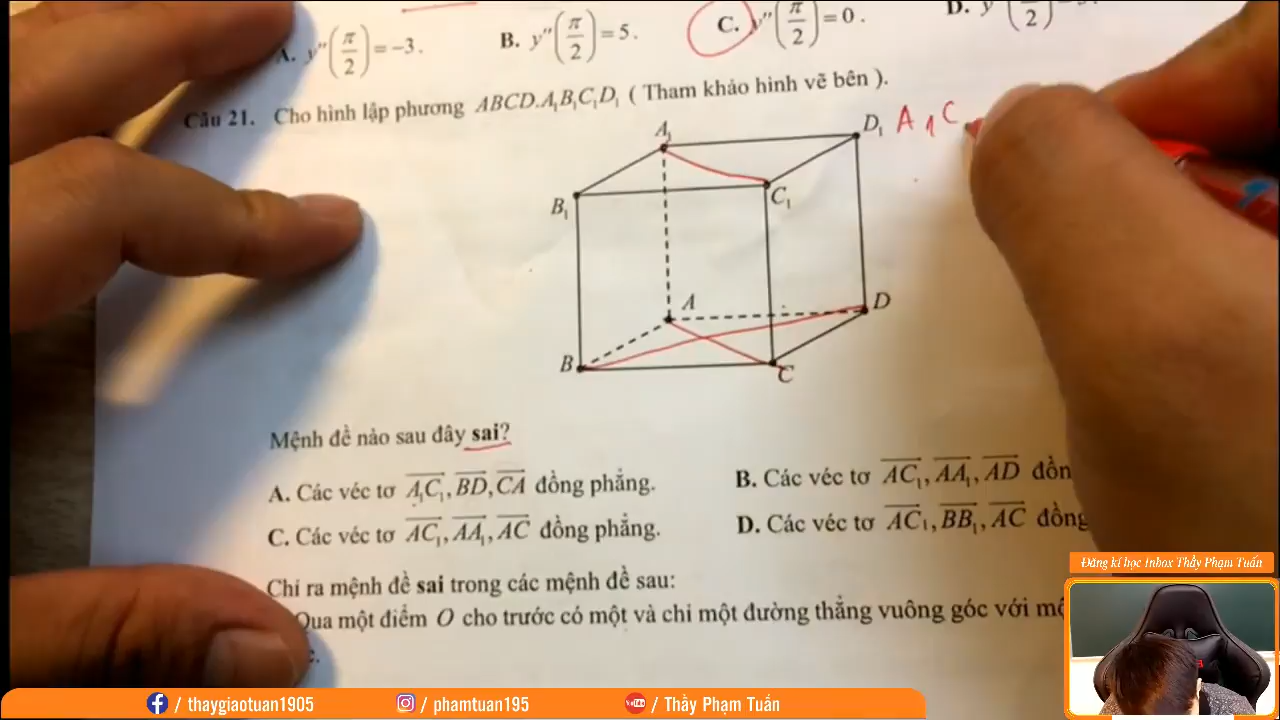 A. y''(π/2) = -3. B. y''(π/2) = 5. C. y''(π/2) = 0. D.
Câu 21. Cho hình lập phương ABCD.A₁B₁C₁D₁ ( Tham khảo hình vẽ bên ).
A₁ D₁ A₁C
B₁ C₁
A D
B C
Mệnh đề nào sau đây sai?
A. Các véc tơ A₁C₁, BD, CA đồng phẳng. B. Các véc tơ AC₁, AA₁, AD đồn
C. Các véc tơ AC₁, AA₁, AC đồng phẳng. D. Các véc tơ AC₁, BB₁, AC đồng
Chỉ ra mệnh đề sai trong các mệnh đề sau:
Qua một điểm O cho trước có một và chỉ một đường thẳng vuông góc với
Đăng kí học Inbox Thầy Phạm Tuấn
/ thaygiaotuan1905 / phamtuan195 / Thầy Phạm Tuấn